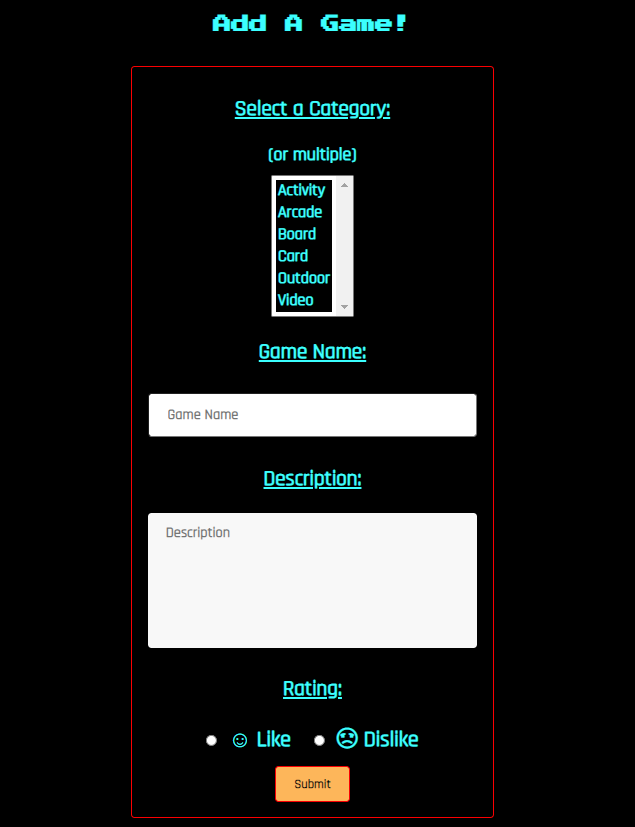 Add A Game!
Select a Category:
(or multiple)
Activity
Arcade
Board
Card
Outdoor
Video
Game Name:
Game Name
Description:
Description
Rating:
☺ Like 😞 Dislike
Submit